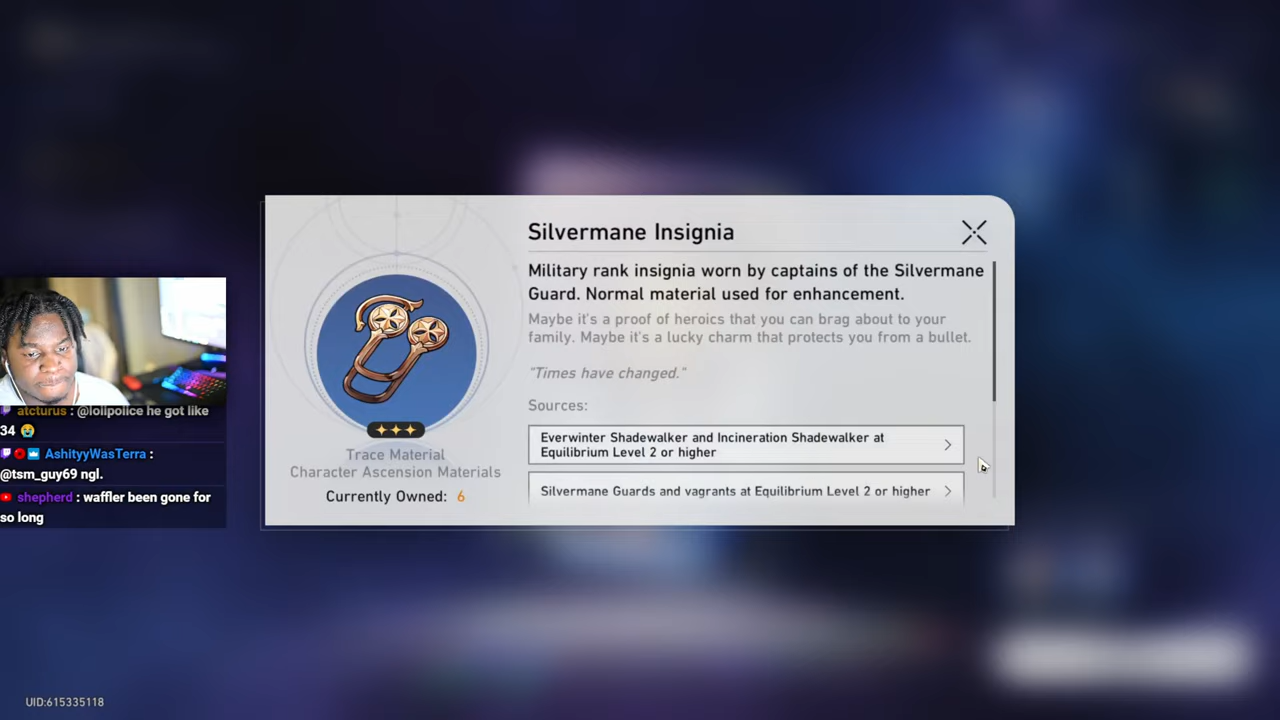 Silvermane Insignia
Military rank insignia worn by captains of the Silvermane
Guard. Normal material used for enhancement.
Maybe it's a proof of heroics that you can brag about to your
family. Maybe it's a lucky charm that protects you from a bullet.
"Times have changed."
Sources:
Everwinter Shadewalker and Incineration Shadewalker at
Equilibrium Level 2 or higher
Silvermane Guards and vagrants at Equilibrium Level 2 or higher
Trace Material
Character Ascension Materials
Currently Owned: 6
atcturus : @lolipolice he got like
34 😭
AshityyWasTerra :
@tsm_guy69 ngl.
shepherd : waffler been gone for
so long
UID:615335118